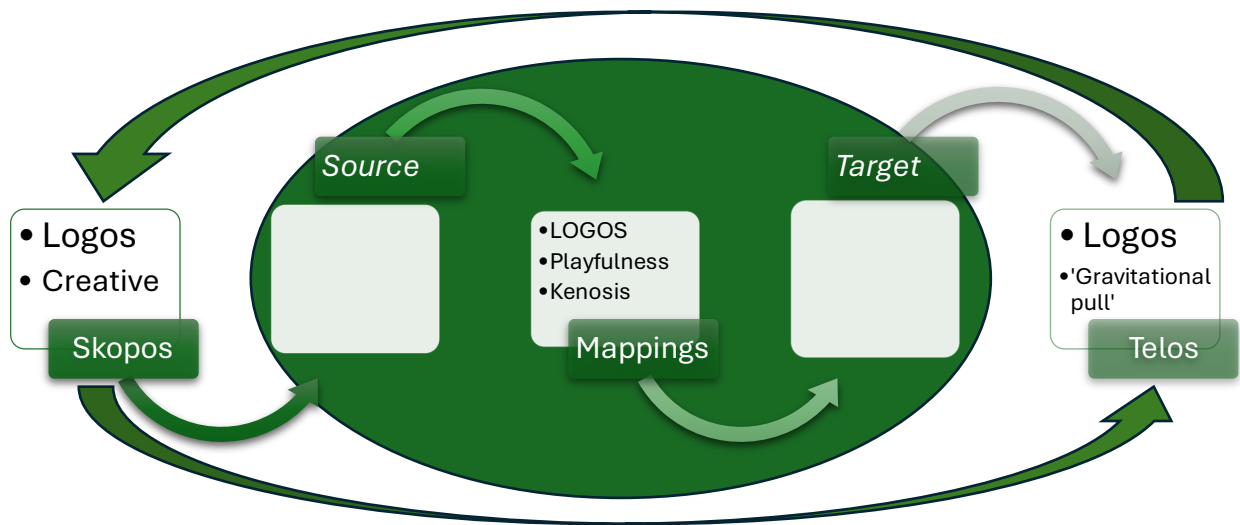 Source
Target
• Logos
• Creative
Skopos
•LOGOS
•Playfulness
•Kenosis
Mappings
• Logos
•'Gravitational
pull'
Telos